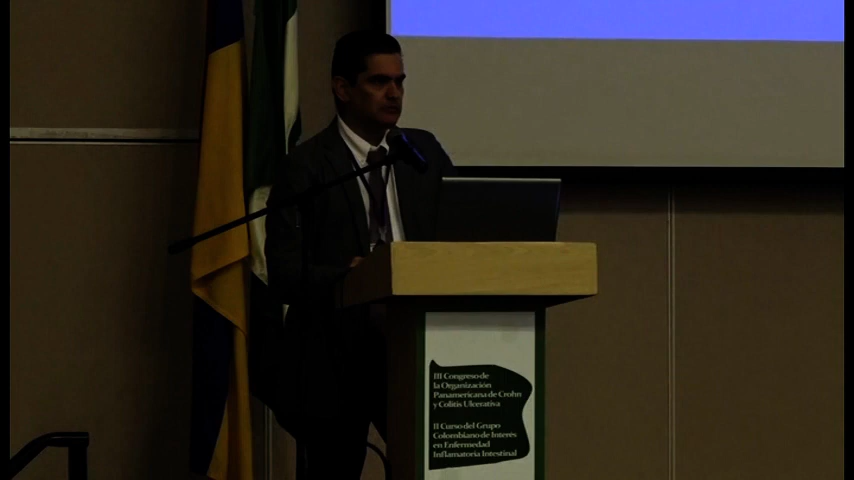 III Congreso de
la Organización
Panamericana de Crohn
y Colitis Ulcerativa
II Curso del Grupo
Colombiano de Interés
en Enfermedad
Inflamatoria Intestinal